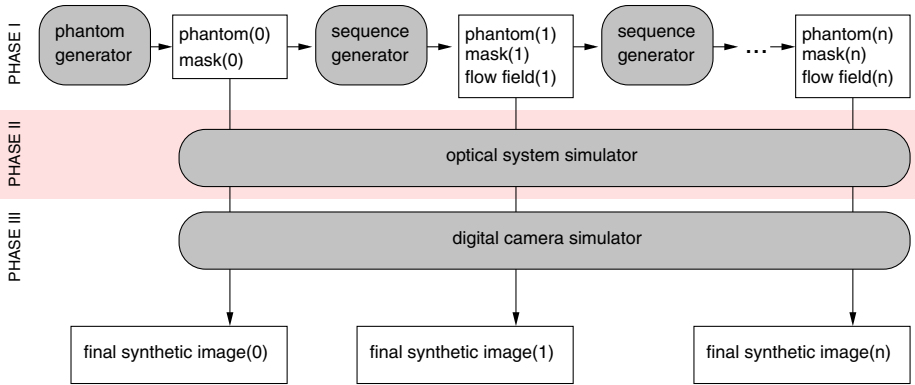 PHASE I
phantom
generator
phantom(0)
mask(0)
sequence
generator
phantom(1)
mask(1)
flow field(1)
sequence
generator
...
phantom(n)
mask(n)
flow field(n)
PHASE II
optical system simulator
PHASE III
digital camera simulator
final synthetic image(0)
final synthetic image(1)
final synthetic image(n)